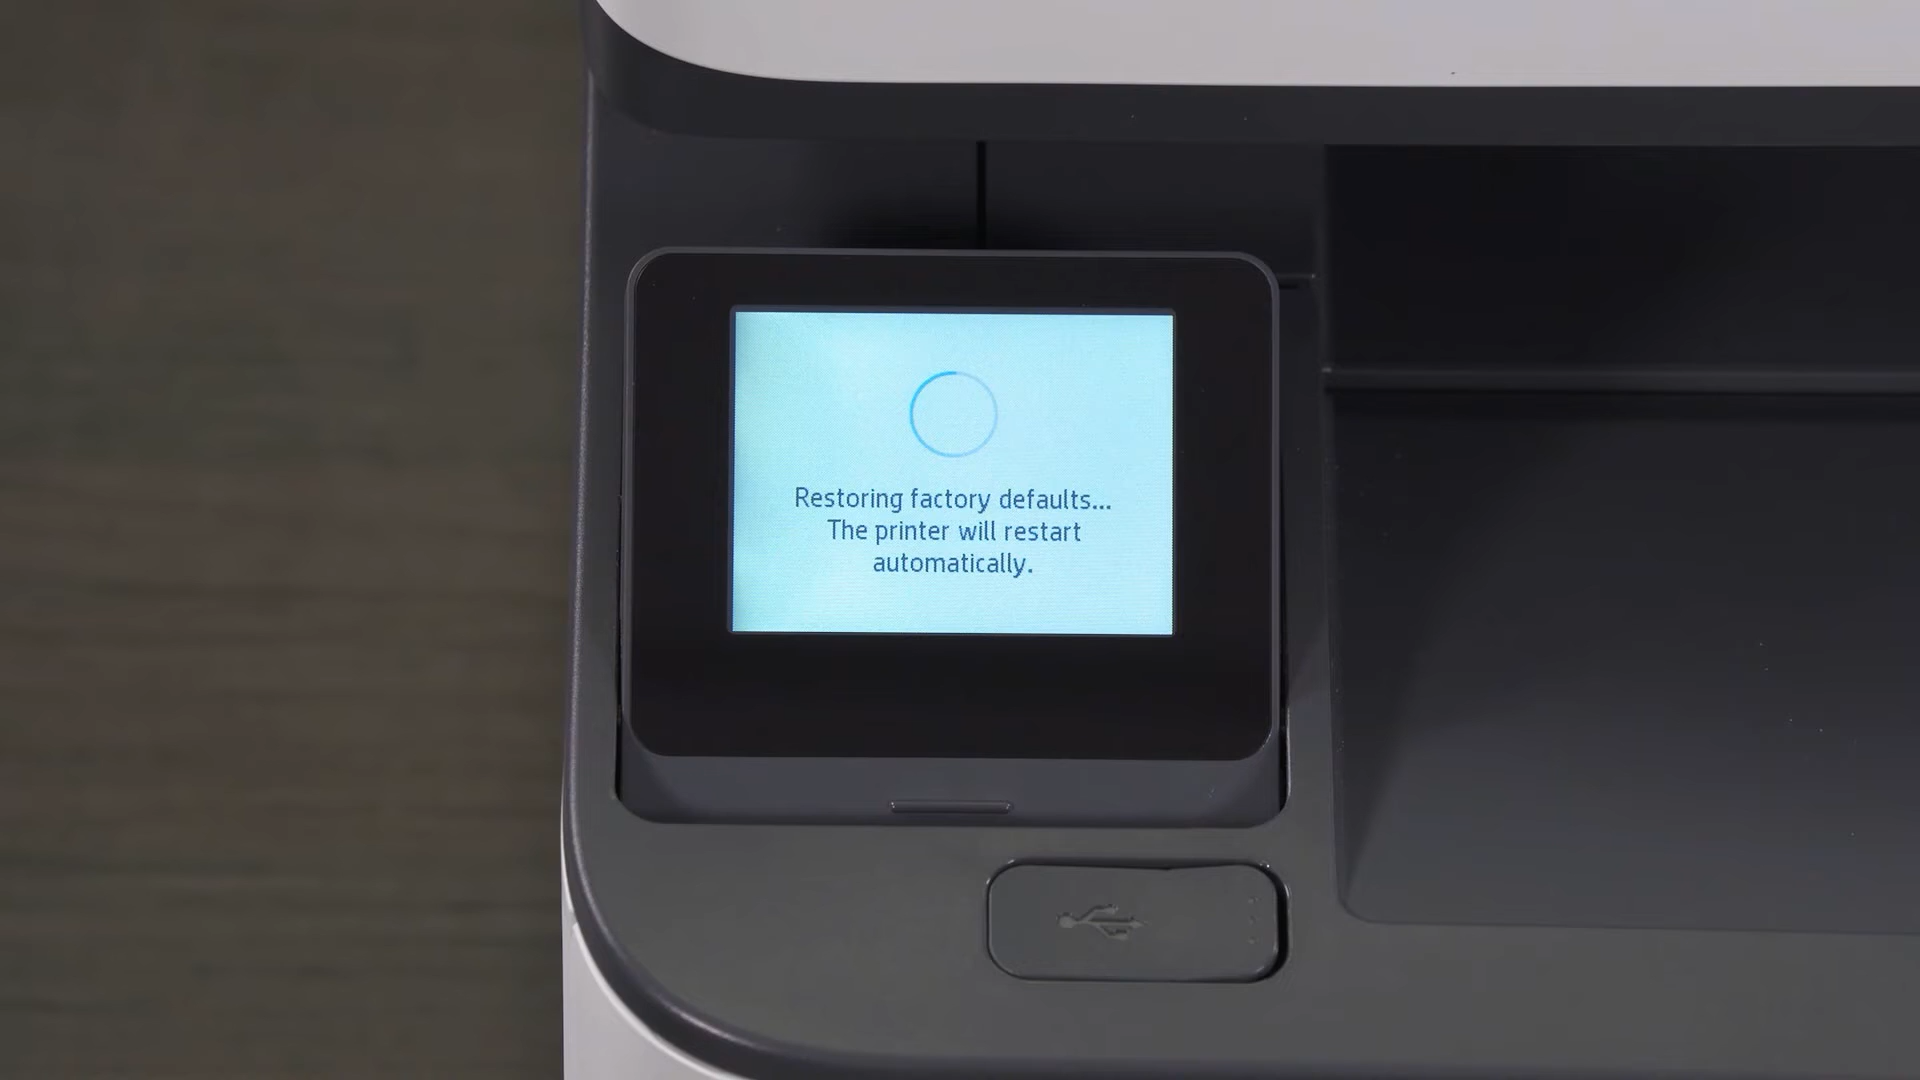 Restoring factory defaults...
The printer will restart
automatically.